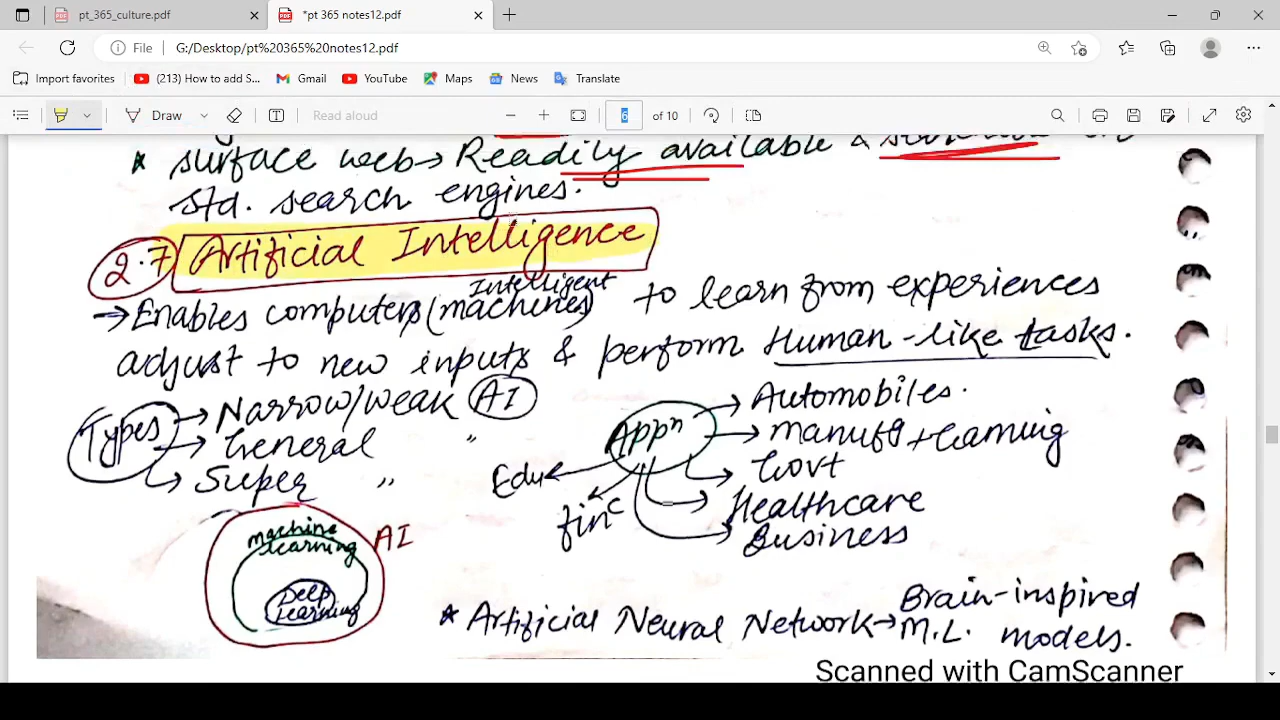 pt_365_culture.pdf
*pt 365 notes12.pdf
File
G:/Desktop/pt%20365%20notes12.pdf
Import favorites
(213) How to add S...
Gmail
YouTube
Maps
News
Translate
Draw
Read aloud
6 of 10
* surface web→ Readily available &
std. search engines.
2.7 Artificial Intelligence
Intelligent
→ Enables computers (machines) to learn from experiences
adjust to new inputs & perform Human-like tasks.
Types
→ Narrow/weak AI
→ General "
→ Super "
Appⁿ
→ Automobiles.
→ manufg + Gaming
→ Govt
→ Healthcare
→ Business
Edu
finᶜ
machine
learning
AI
Deep
Learning
* Artificial Neural Network→ Brain-inspired
M.L. models.
Scanned with CamScanner